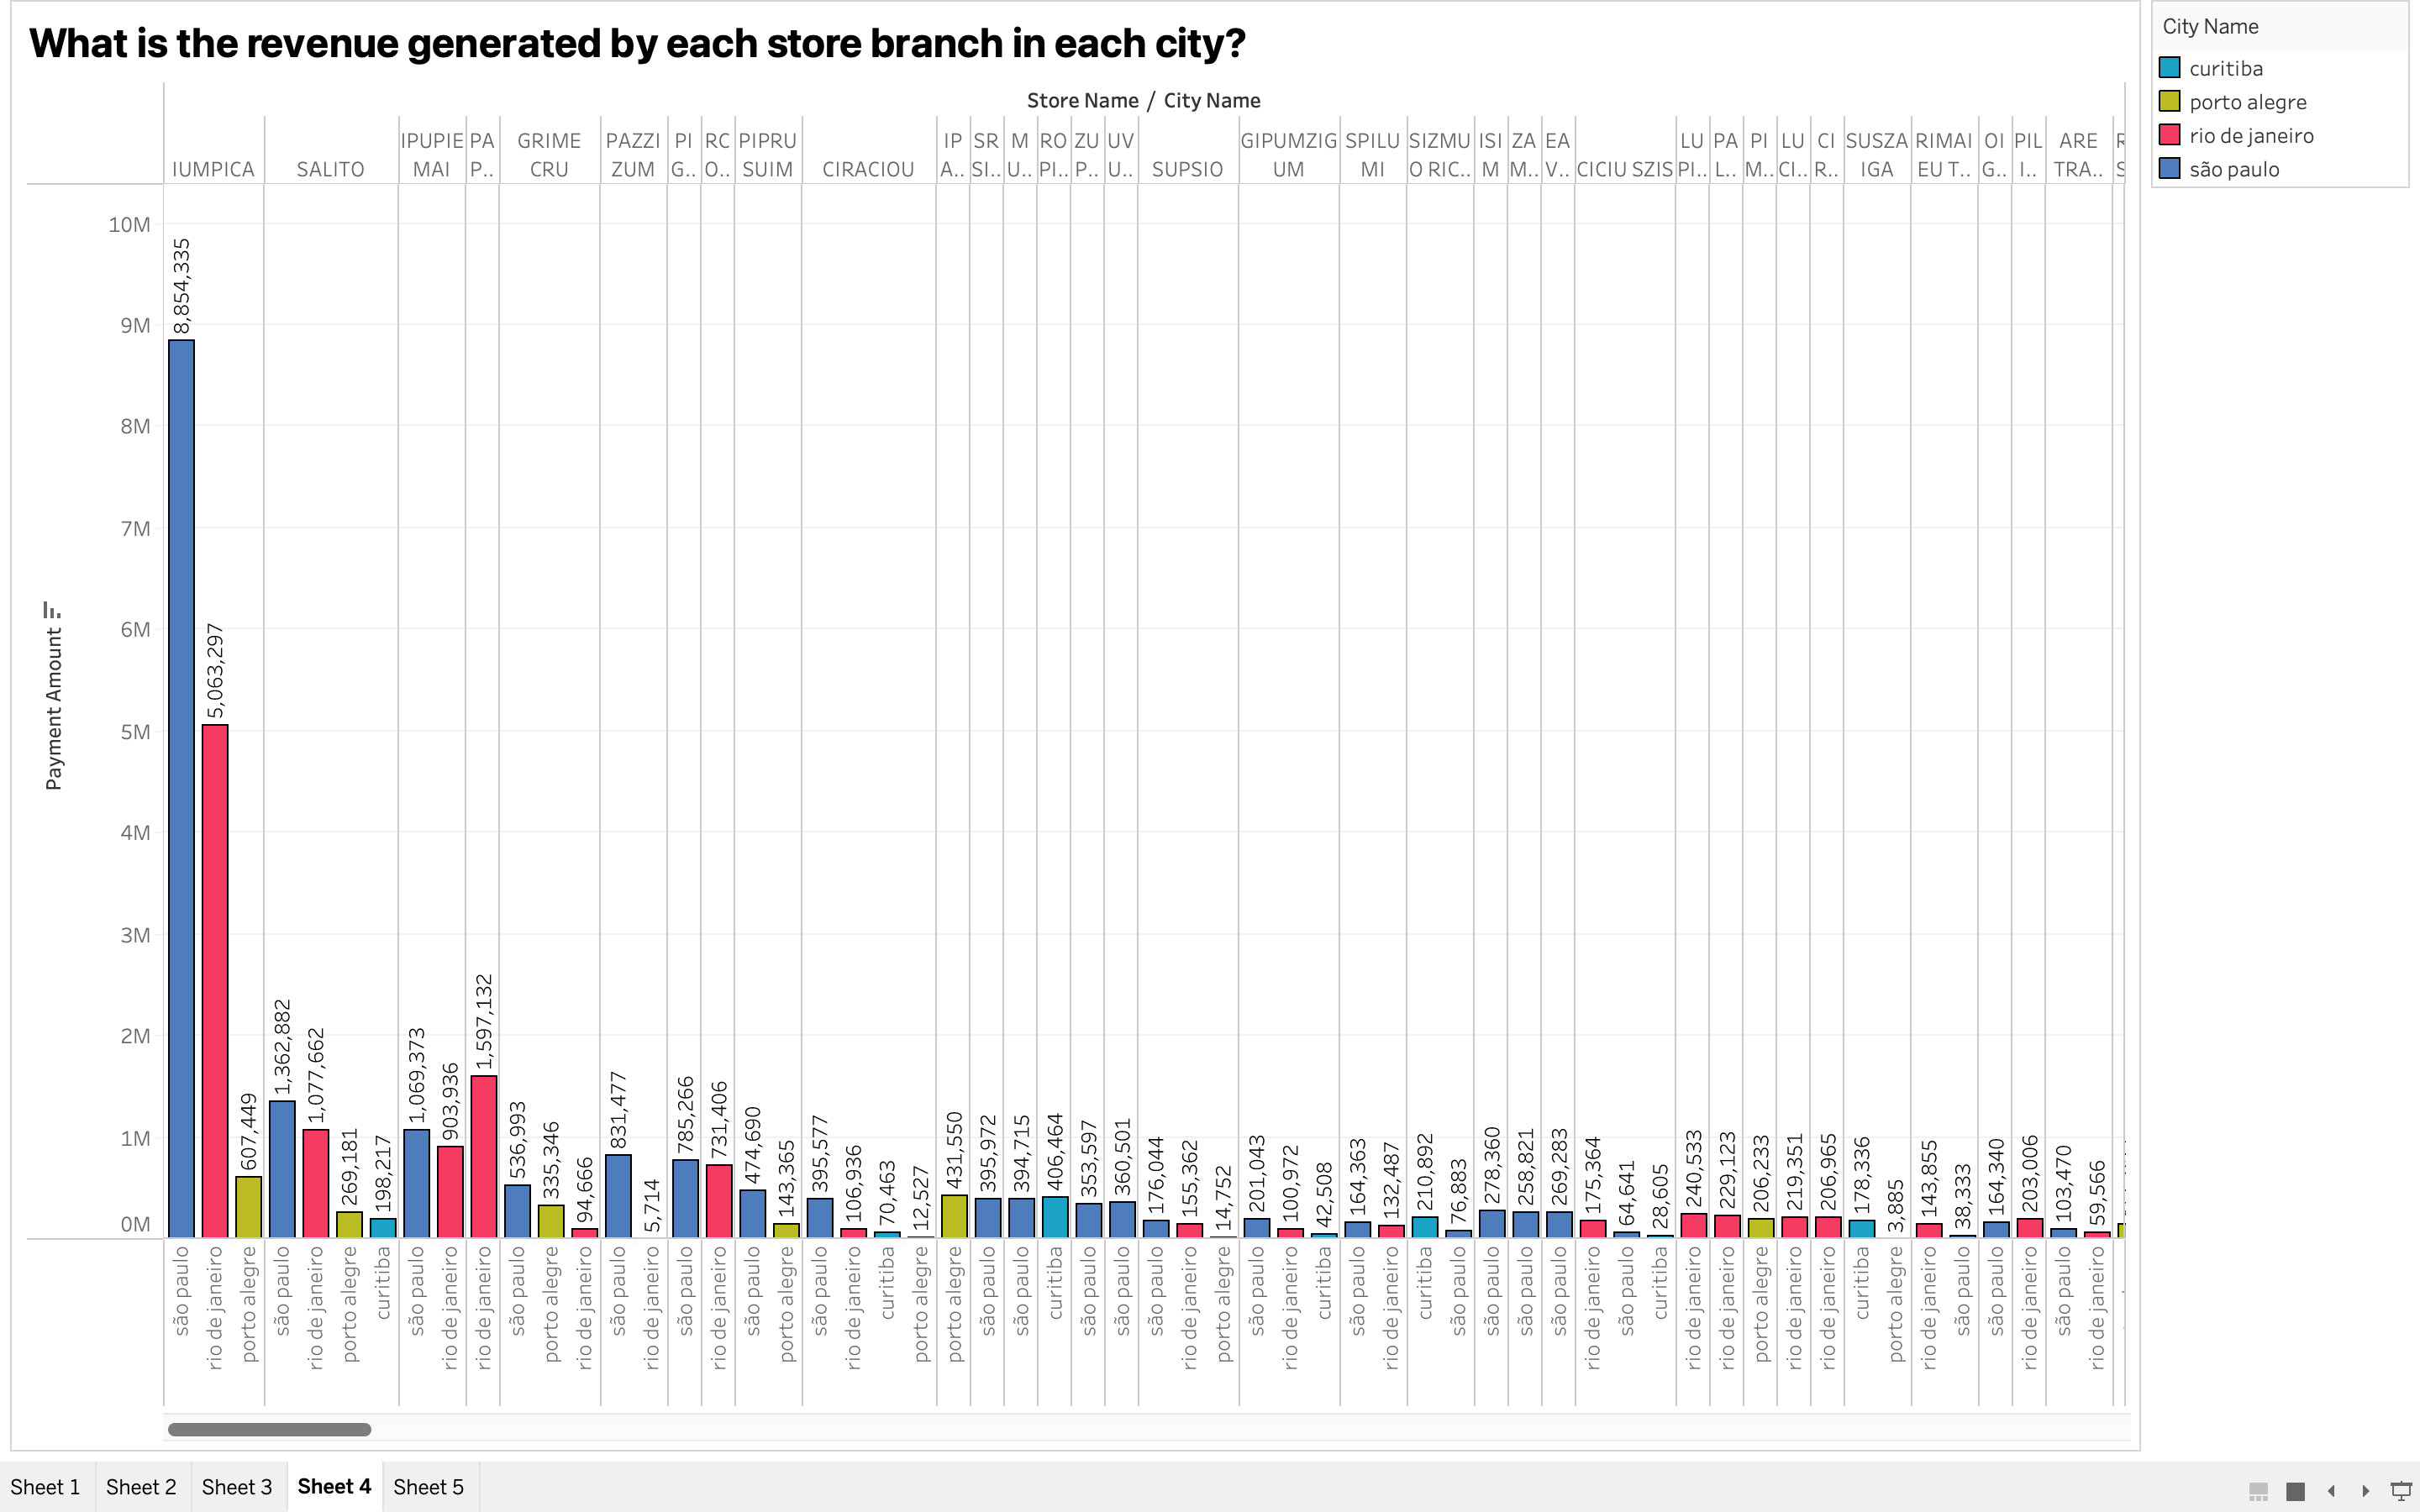 What is the revenue generated by each store branch in each city?
Store Name / City Name
IUMPICA
SALITO
IPUPIE
MAI
PA
P..
GRIME
CRU
PAZZI
ZUM
PI
G..
RC
O..
PIPRU
SUIM
CIRACIOU
IP
A..
SR
SI..
M
U..
RO
PI..
ZU
P..
UV
U..
SUPSIO
GIPUMZIG
UM
SPILU
MI
SIZMU
O RIC..
ISI
M
ZA
M..
EA
V..
CICIU SZIS
LU
PI..
PA
L..
PI
M..
LU
CI..
CI
R..
SUSZA
IGA
RIMAI
EU T..
OI
G..
PIL
I..
ARE
TRA..
Payment Amount
10M
9M
8M
7M
6M
5M
4M
3M
2M
1M
0M
8,854,335
5,063,297
607,449
1,362,882
1,077,662
269,181
198,217
1,069,373
903,936
1,597,132
536,993
335,346
94,666
831,477
5,714
785,266
731,406
474,690
143,365
395,577
106,936
70,463
12,527
431,550
395,972
394,715
406,464
353,597
360,501
176,044
155,362
14,752
201,043
100,972
42,508
164,363
132,487
210,892
76,883
278,360
258,821
269,283
175,364
64,641
28,605
240,533
229,123
206,233
219,351
206,965
178,336
3,885
143,855
38,333
164,340
203,006
103,470
59,566
são paulo
rio de janeiro
porto alegre
são paulo
rio de janeiro
porto alegre
curitiba
são paulo
rio de janeiro
rio de janeiro
são paulo
porto alegre
rio de janeiro
são paulo
rio de janeiro
são paulo
rio de janeiro
são paulo
porto alegre
são paulo
rio de janeiro
curitiba
porto alegre
porto alegre
são paulo
são paulo
curitiba
são paulo
são paulo
são paulo
rio de janeiro
porto alegre
são paulo
rio de janeiro
curitiba
são paulo
rio de janeiro
curitiba
são paulo
são paulo
são paulo
são paulo
rio de janeiro
são paulo
curitiba
rio de janeiro
rio de janeiro
porto alegre
rio de janeiro
rio de janeiro
curitiba
porto alegre
rio de janeiro
são paulo
são paulo
rio de janeiro
são paulo
rio de janeiro
City Name
curitiba
porto alegre
rio de janeiro
são paulo
Sheet 1
Sheet 2
Sheet 3
Sheet 4
Sheet 5